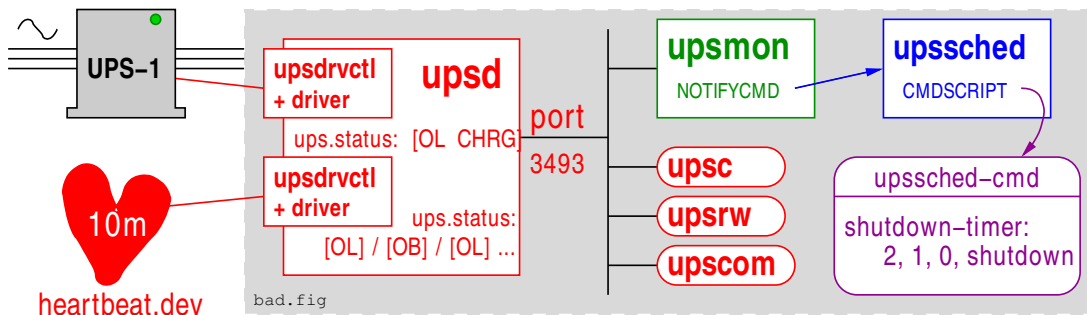 UPS−1
upsdrvctl
+ driver
upsd
ups.status: [OL CHRG]
upsdrvctl
+ driver
ups.status:
[OL] / [OB] / [OL] ...
10m
heartbeat.dev
bad.fig
port
3493
upsmon
NOTIFYCMD
upssched
CMDSCRIPT
upsc
upsrw
upscom
upssched−cmd
shutdown−timer:
2, 1, 0, shutdown